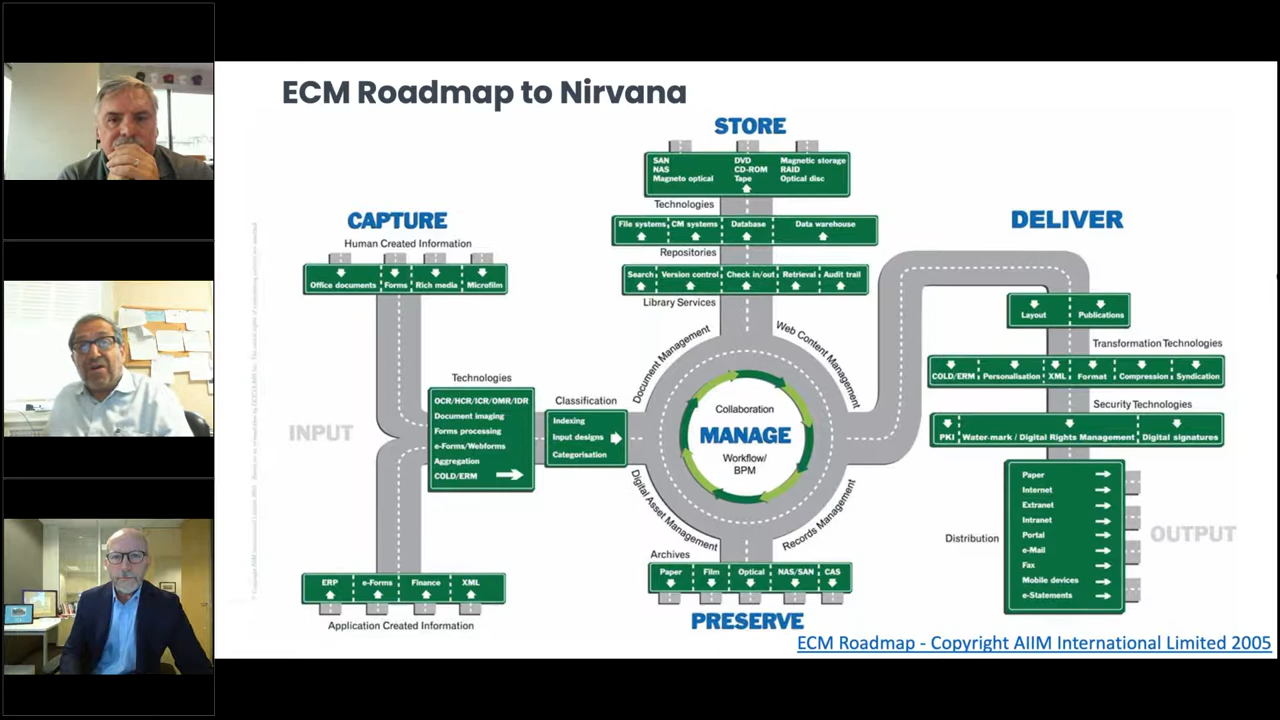 ECM Roadmap to Nirvana
STORE
SAN
NAS
Magneto optical
DVD
CD-ROM
Tape
Magnetic storage
RAID
Optical disc
Technologies
File systems
CM systems
Database
Data warehouse
Repositories
Search
Version control
Check in/out
Retrieval
Audit trail
Library Services
CAPTURE
Human Created Information
Office documents
Forms
Rich media
Microfilm
INPUT
Technologies
OCR/HCR/ICR/OMR/IDR
Document imaging
Forms processing
e-Forms/Webforms
Aggregation
COLD/ERM
Classification
Indexing
Input designs
Categorisation
ERP
e-Forms
Finance
XML
Application Created Information
Document Management
Web Content Management
Digital Asset Management
Records Management
Collaboration
MANAGE
Workflow/
BPM
Archives
Paper
Film
Optical
NAS/SAN
CAS
PRESERVE
DELIVER
Layout
Publications
Transformation Technologies
COLD/ERM
Personalisation
XML
Format
Compression
Syndication
Security Technologies
PKI
Water-mark / Digital Rights Management
Digital signatures
Distribution
Paper
Internet
Extranet
Intranet
Portal
e-Mail
Fax
Mobile devices
e-Statements
OUTPUT
ECM Roadmap - Copyright AIIM International Limited 2005